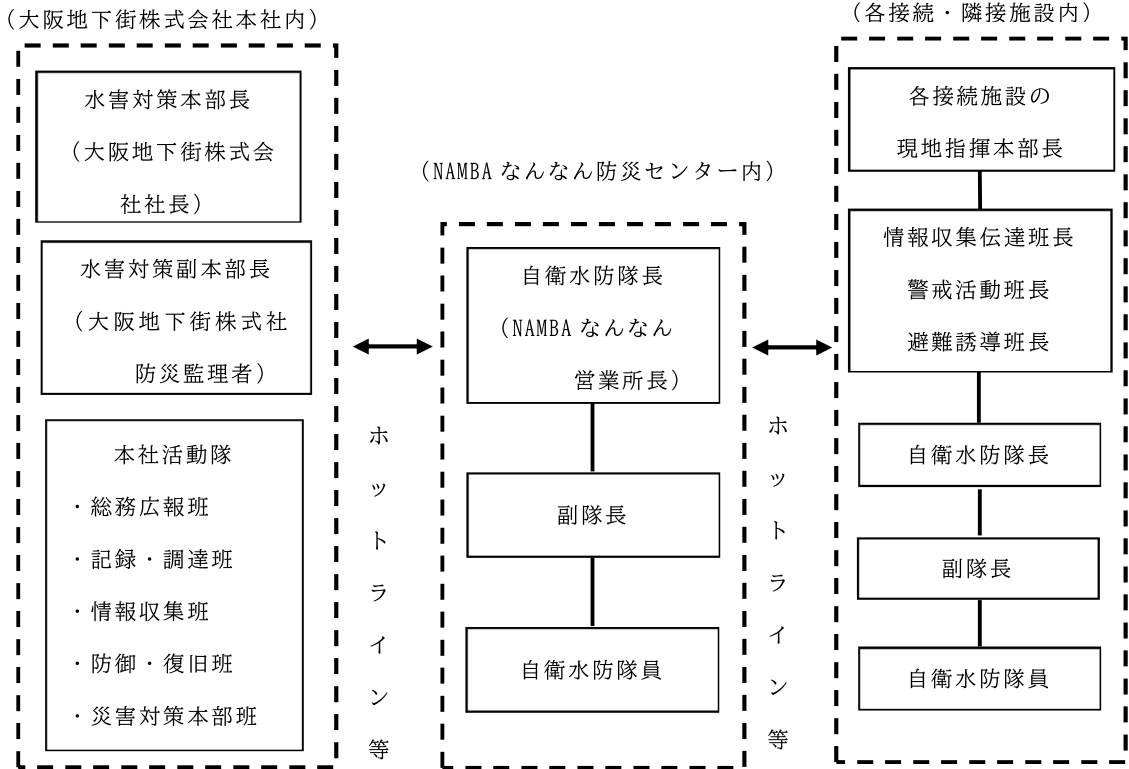 （大阪地下街株式会社本社内）
水害対策本部長
（大阪地下街株式会
社社長）
水害対策副本部長
（大阪地下街株式社
防災監理者）
本社活動隊
・総務広報班
・記録・調達班
・情報収集班
・防御・復旧班
・災害対策本部班
ホットライン等
（NAMBAなんなん防災センター内）
自衛水防隊長
（NAMBAなんなん
営業所長）
副隊長
自衛水防隊員
ホットライン等
（各接続・隣接施設内）
各接続施設の
現地指揮本部長
情報収集伝達班長
警戒活動班長
避難誘導班長
自衛水防隊長
副隊長
自衛水防隊員